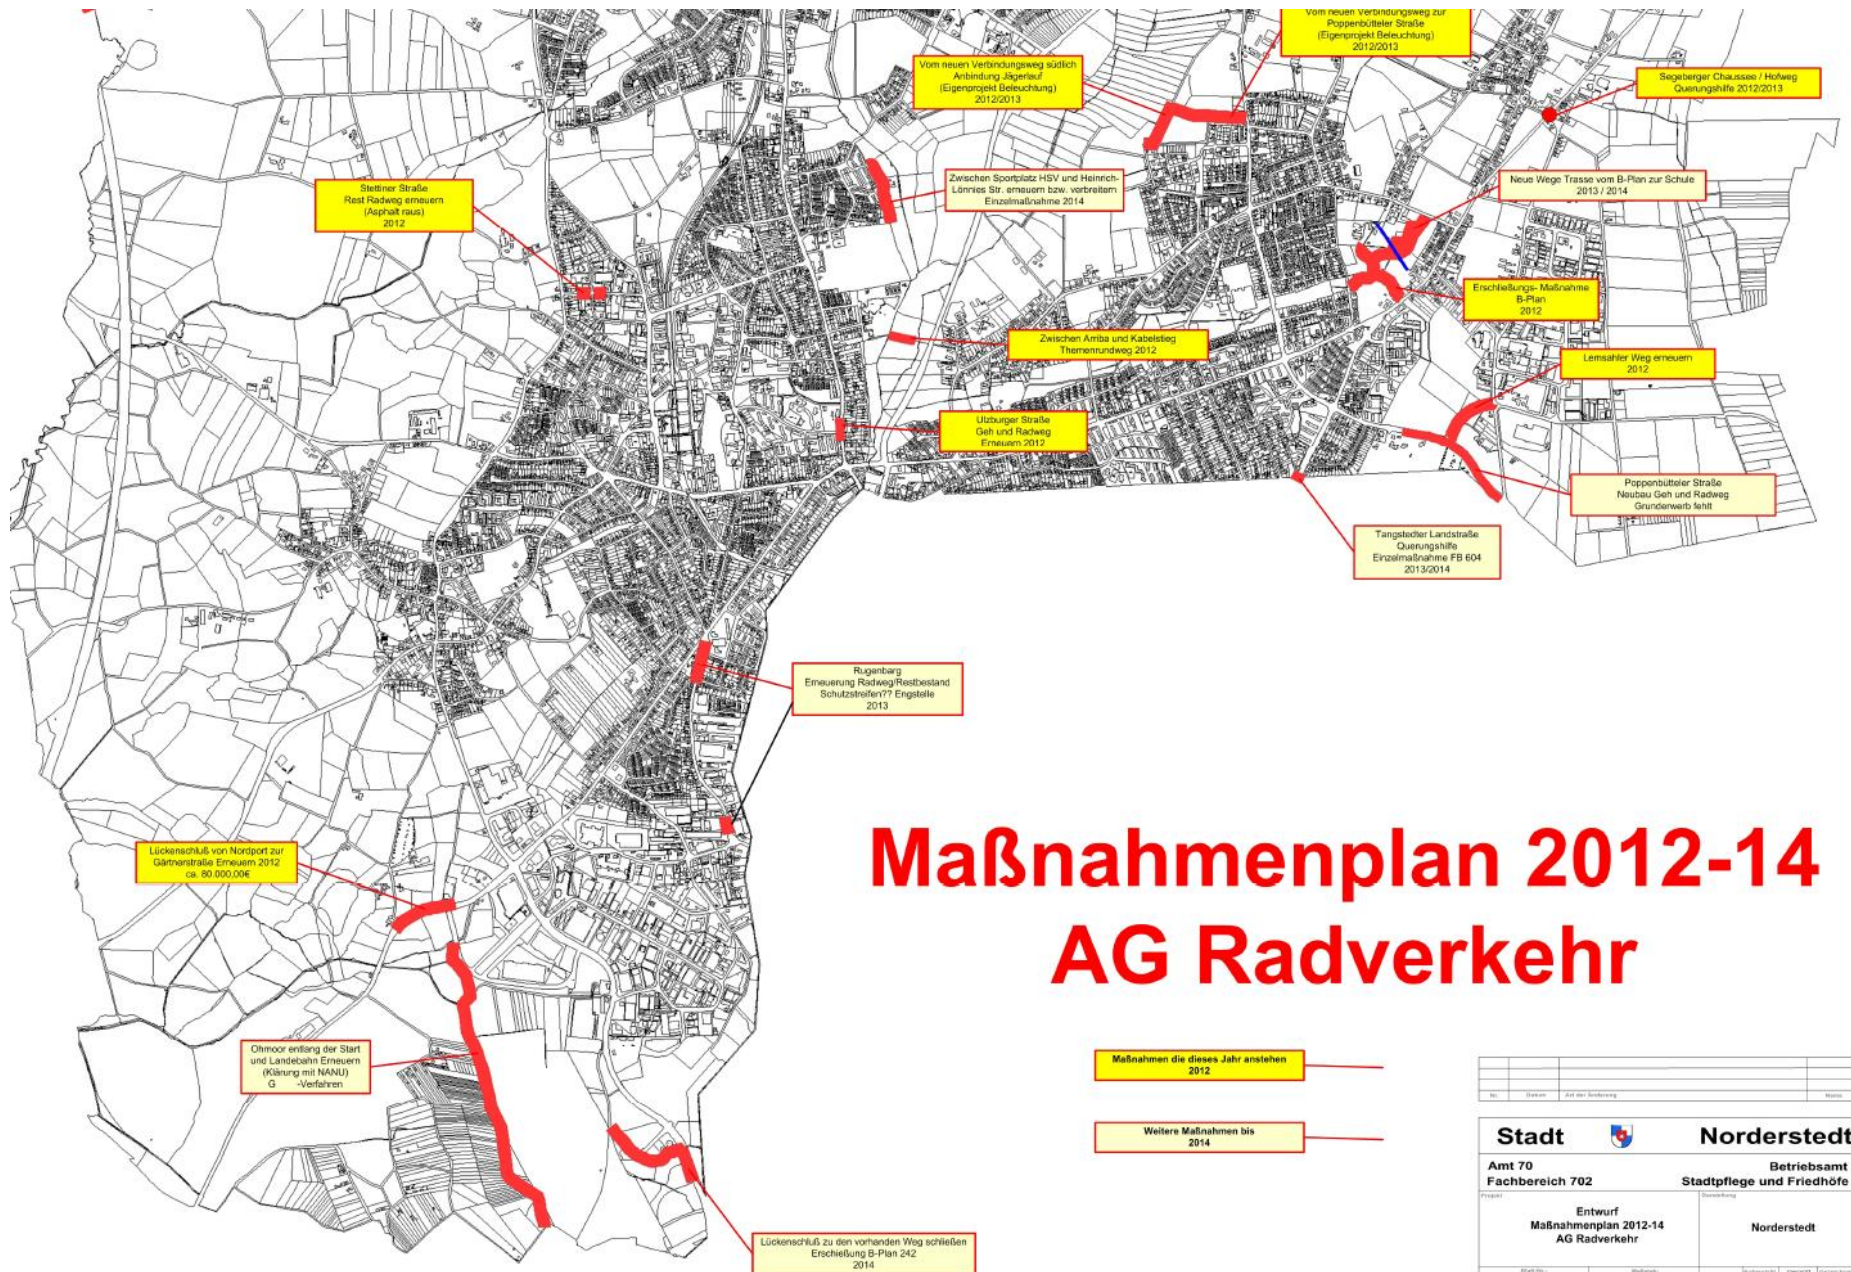 Vom neuen Verbindungsweg zur
Poppenbütteler Straße
(Eigenprojekt Beleuchtung)
2012/2013
Vom neuen Verbindungsweg südlich
Anbindung Jägerlauf
(Eigenprojekt Beleuchtung)
2012/2013
Segeberger Chaussee / Hofweg
Querungshilfe 2012/2013
Stettiner Straße
Rest Radweg erneuern
(Asphalt raus)
2012
Zwischen Sportplatz HSV und Heinrich-
Lönnies Str. erneuern bzw. verbreitern
Einzelmaßnahme 2014
Neue Wege Trasse vom B-Plan zur Schule
2013 / 2014
Erschließungs- Maßnahme
B-Plan
2012
Zwischen Arriba und Kabelstieg
Themenrundweg 2012
Lemsahler Weg erneuern
2012
Ulzburger Straße
Geh und Radweg
Erneuern 2012
Poppenbütteler Straße
Neubau Geh und Radweg
Grunderwerb fehlt
Tangstedter Landstraße
Querungshilfe
Einzelmaßnahme FB 604
2013/2014
Rugenbarg
Erneuerung Radweg/Restbestand
Schutzstreifen?? Engstelle
2013
Lückenschluß von Nordport zur
Gärtnerstraße Erneuern 2012
ca. 80.000,00€
Maßnahmenplan 2012-14
AG Radverkehr
Ohmoor entlang der Start
und Landebahn Erneuern
(Klärung mit NANU)
G -Verfahren
Maßnahmen die dieses Jahr anstehen
2012
Weitere Maßnahmen bis
2014
Lückenschluß zu den vorhanden Weg schließen
Erschießung B-Plan 242
2014
Nr. Datum Art der Änderung Name
Stadt Norderstedt
Amt 70 Betriebsamt
Fachbereich 702 Stadtpflege und Friedhöfe
Projekt Darstellung
Entwurf
Maßnahmenplan 2012-14 Norderstedt
AG Radverkehr